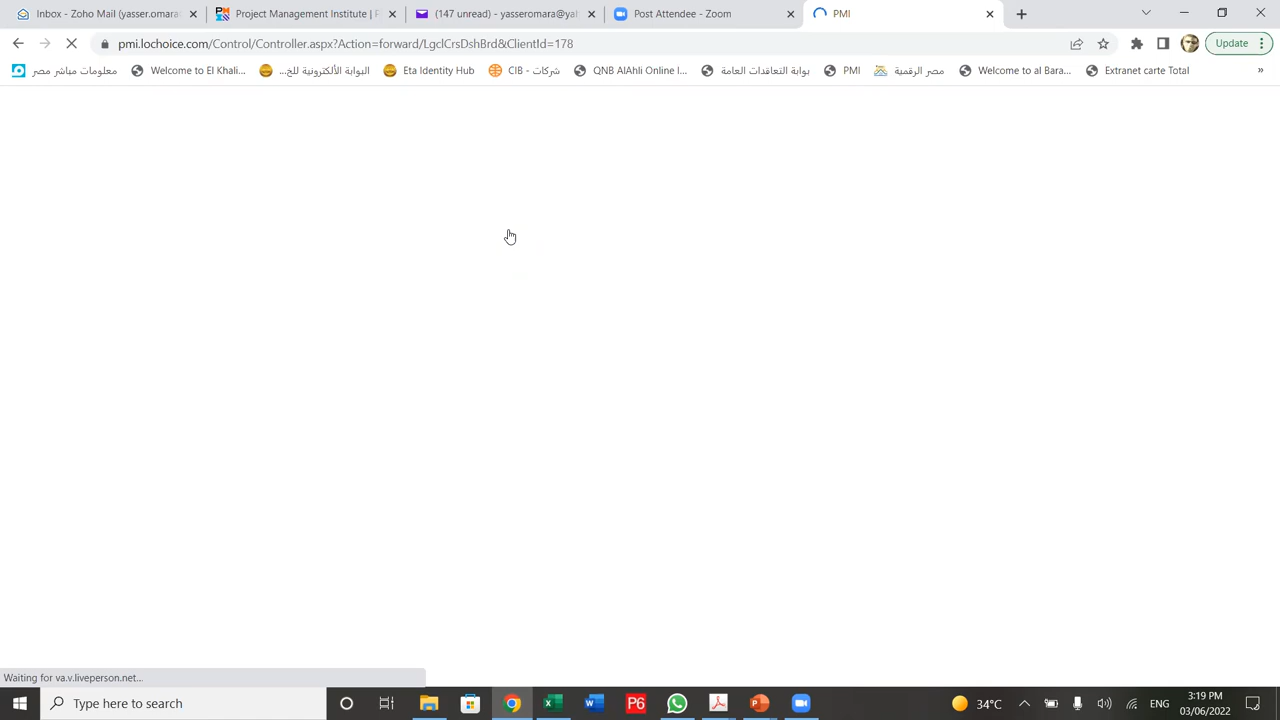 Inbox - Zoho Mail (yasser.omara
Project Management Institute | P
(147 unread) - yasseromara@yah
Post Attendee - Zoom
PMI
pmi.lochoice.com/Control/Controller.aspx?Action=forward/LgclCrsDshBrd&ClientId=178
Update
معلومات مباشر مصر
Welcome to El Khali...
البوابة الألكترونية للخ...
Eta Identity Hub
شركات - CIB
QNB AlAhli Online I...
بوابة التعاقدات العامة
PMI
مصر الرقمية
Welcome to al Bara...
Extranet carte Total
»
Waiting for va.v.liveperson.net...
Type here to search
P6
34°C
ENG
3:19 PM
03/06/2022